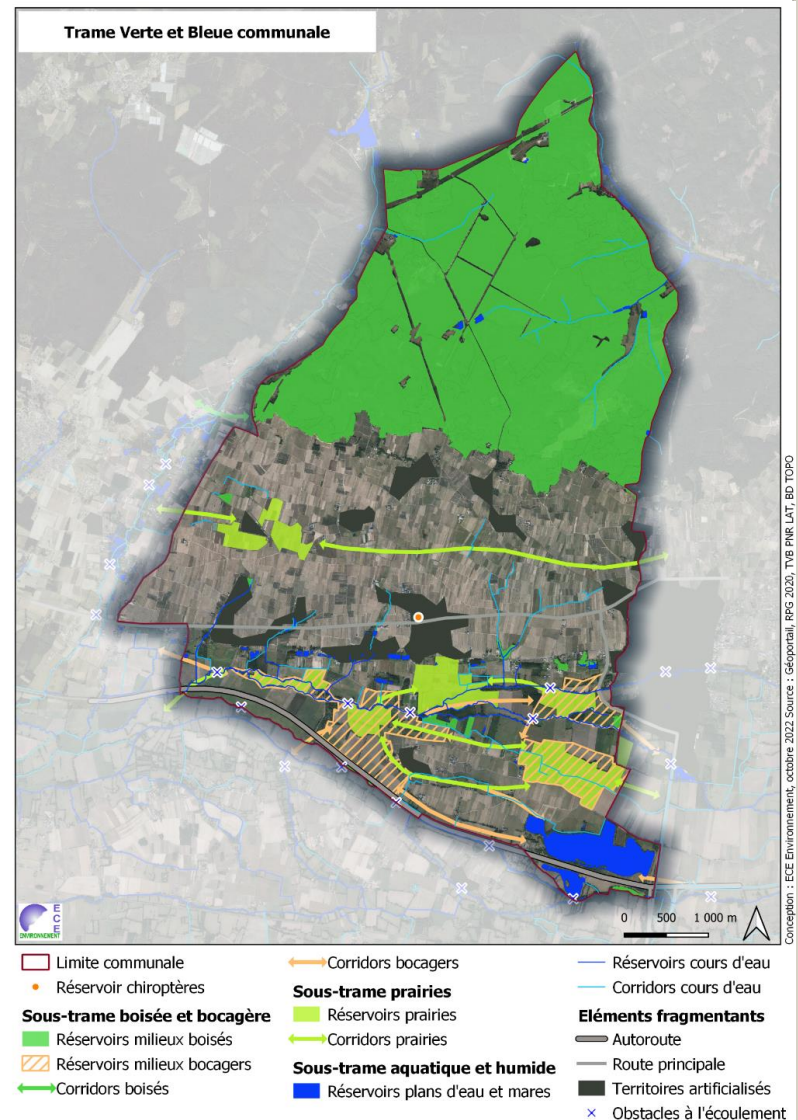 Trame Verte et Bleue communale
Conception : ECE Environnement, octobre 2022 Source : Géoportail, RPG 2020, TVB PNR LAT, BD TOPO
ECE
ENVIRONNEMENT
0 500 1 000 m
Limite communale
Réservoir chiroptères
Sous-trame boisée et bocagère
Réservoirs milieux boisés
Réservoirs milieux bocagers
Corridors boisés
Corridors bocagers
Sous-trame prairies
Réservoirs prairies
Corridors prairies
Sous-trame aquatique et humide
Réservoirs plans d'eau et mares
Réservoirs cours d'eau
Corridors cours d'eau
Eléments fragmentants
Autoroute
Route principale
Territoires artificialisés
Obstacles à l'écoulement